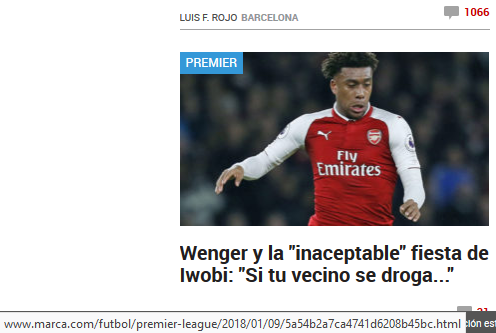 LUIS F. ROJO BARCELONA
1066
PREMIER
Fly
Emirates
Wenger y la "inaceptable" fiesta de
Iwobi: "Si tu vecino se droga..."
www.marca.com/futbol/premier-league/2018/01/09/5a54b2a7ca4741d6208b45bc.html